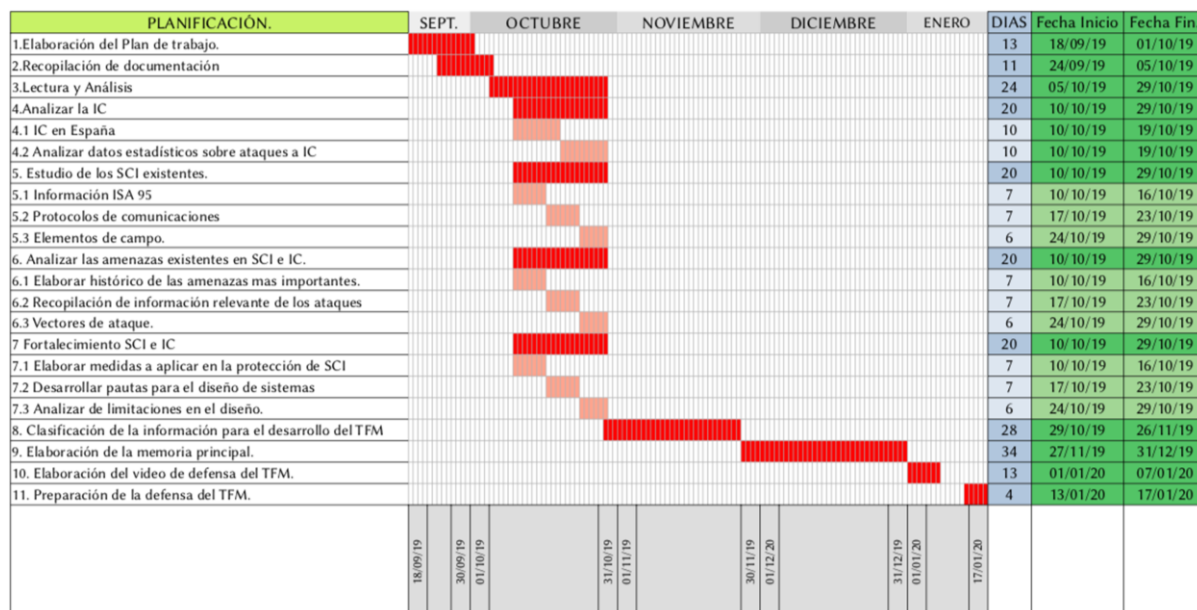 PLANIFICACIÓN. SEPT. OCTUBRE NOVIEMBRE DICIEMBRE ENERO DIAS Fecha Inicio Fecha Fin.
1.Elaboración del Plan de trabajo. 13 18/09/19 01/10/19
2.Recopilación de documentación 11 24/09/19 05/10/19
3.Lectura y Análisis 24 05/10/19 29/10/19
4.Analizar la IC 20 10/10/19 29/10/19
4.1 IC en España 10 10/10/19 19/10/19
4.2 Analizar datos estadísticos sobre ataques a IC 10 10/10/19 19/10/19
5. Estudio de los SCI existentes. 20 10/10/19 29/10/19
5.1 Información ISA 95 7 10/10/19 16/10/19
5.2 Protocolos de comunicaciones 7 17/10/19 23/10/19
5.3 Elementos de campo. 6 24/10/19 29/10/19
6. Analizar las amenazas existentes en SCI e IC. 20 10/10/19 29/10/19
6.1 Elaborar histórico de las amenazas mas importantes. 7 10/10/19 16/10/19
6.2 Recopilación de información relevante de los ataques 7 17/10/19 23/10/19
6.3 Vectores de ataque. 6 24/10/19 29/10/19
7 Fortalecimiento SCI e IC 20 10/10/19 29/10/19
7.1 Elaborar medidas a aplicar en la protección de SCI 7 10/10/19 16/10/19
7.2 Desarrollar pautas para el diseño de sistemas 7 17/10/19 23/10/19
7.3 Analizar de limitaciones en el diseño. 6 24/10/19 29/10/19
8. Clasificación de la información para el desarrollo del TFM 28 29/10/19 26/11/19
9. Elaboración de la memoria principal. 34 27/11/19 31/12/19
10. Elaboración del video de defensa del TFM. 13 01/01/20 07/01/20
11. Preparación de la defensa del TFM. 4 13/01/20 17/01/20
18/09/19 30/09/19 01/10/19 31/10/19 01/11/19 30/11/19 01/12/20 31/12/19 01/01/20 17/01/20